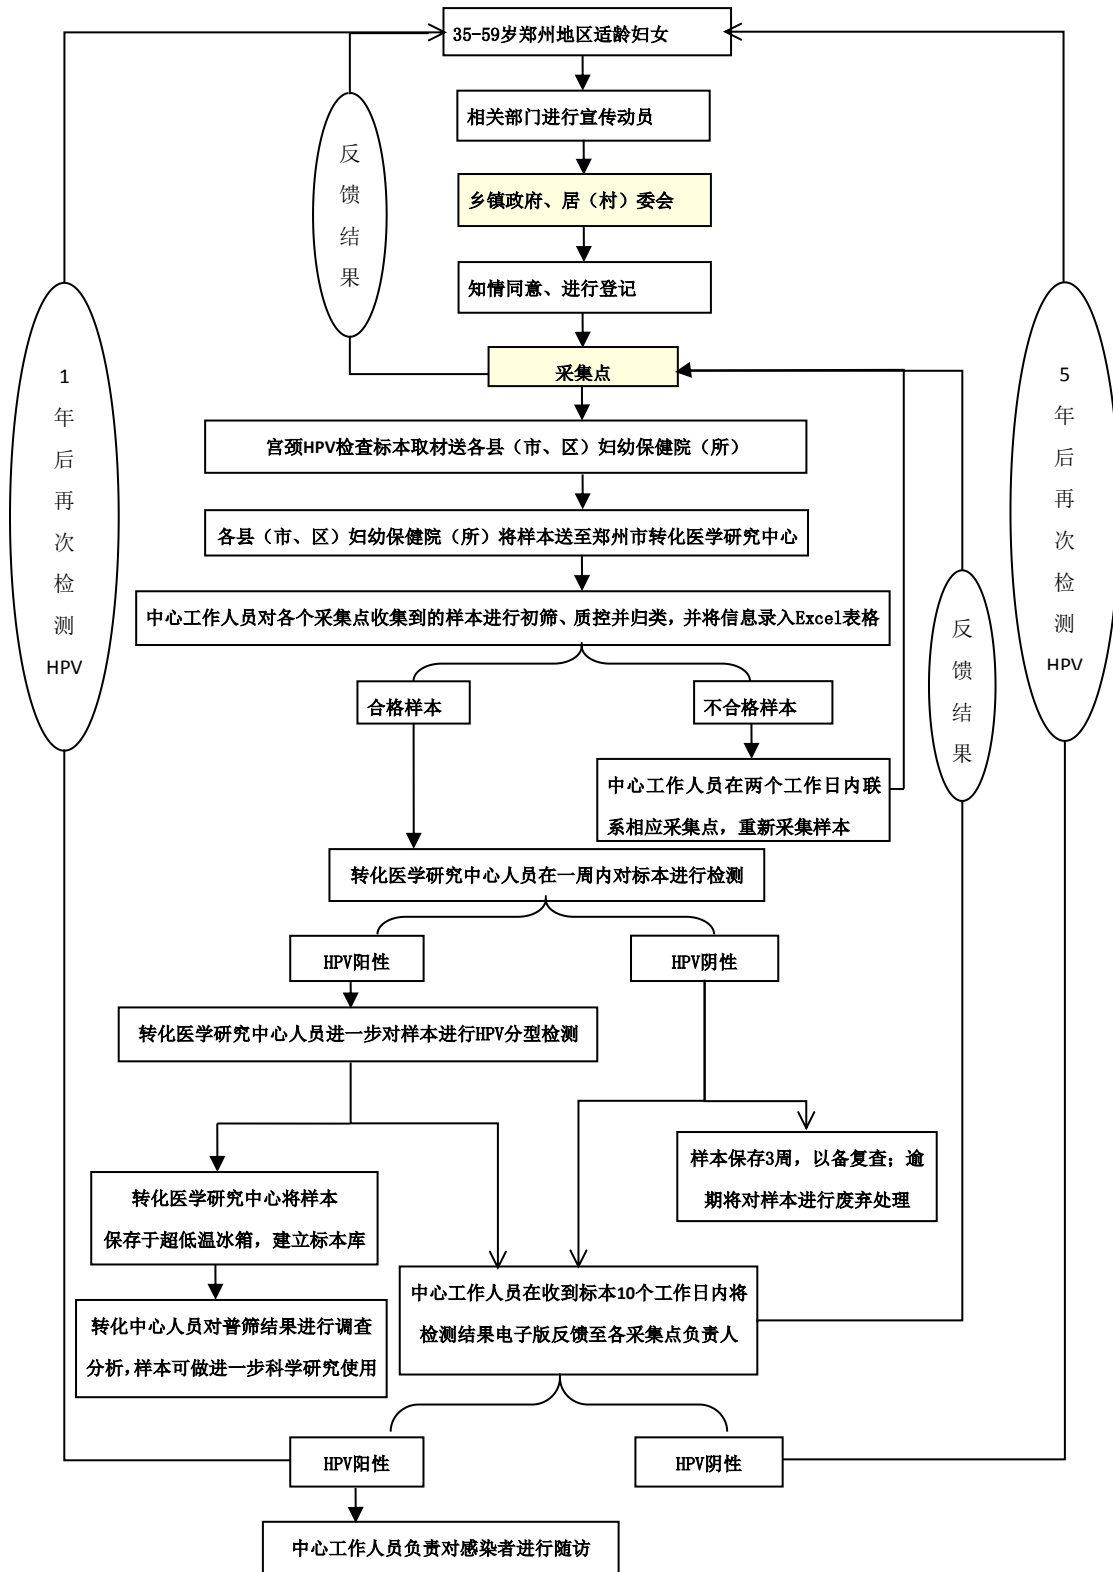 35-59岁郑州地区适龄妇女
相关部门进行宣传动员
反
馈
结
果
乡镇政府、居（村）委会
知情同意、进行登记
采集点
1
年
后
再
次
检
测
HPV
5
年
后
再
次
检
测
HPV
宫颈HPV检查标本取材送各县（市、区）妇幼保健院（所）
各县（市、区）妇幼保健院（所）将样本送至郑州市转化医学研究中心
中心工作人员对各个采集点收集到的样本进行初筛、质控并归类，并将信息录入Excel表格
反
馈
结
果
合格样本
不合格样本
中心工作人员在两个工作日内联
系相应采集点，重新采集样本
转化医学研究中心人员在一周内对标本进行检测
HPV阳性
HPV阴性
转化医学研究中心人员进一步对样本进行HPV分型检测
样本保存3周，以备复查；逾
期将对样本进行废弃处理
转化医学研究中心将样本
保存于超低温冰箱，建立标本库
中心工作人员在收到标本10个工作日内将
检测结果电子版反馈至各采集点负责人
转化中心人员对普筛结果进行调查
分析，样本可做进一步科学研究使用
HPV阳性
HPV阴性
中心工作人员负责对感染者进行随访